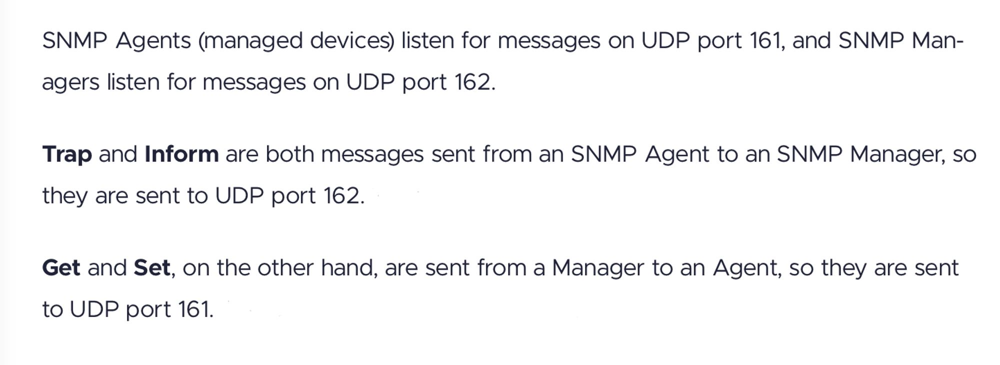 SNMP Agents (managed devices) listen for messages on UDP port 161, and SNMP Man-
agers listen for messages on UDP port 162.
Trap and Inform are both messages sent from an SNMP Agent to an SNMP Manager, so
they are sent to UDP port 162.
Get and Set, on the other hand, are sent from a Manager to an Agent, so they are sent
to UDP port 161.